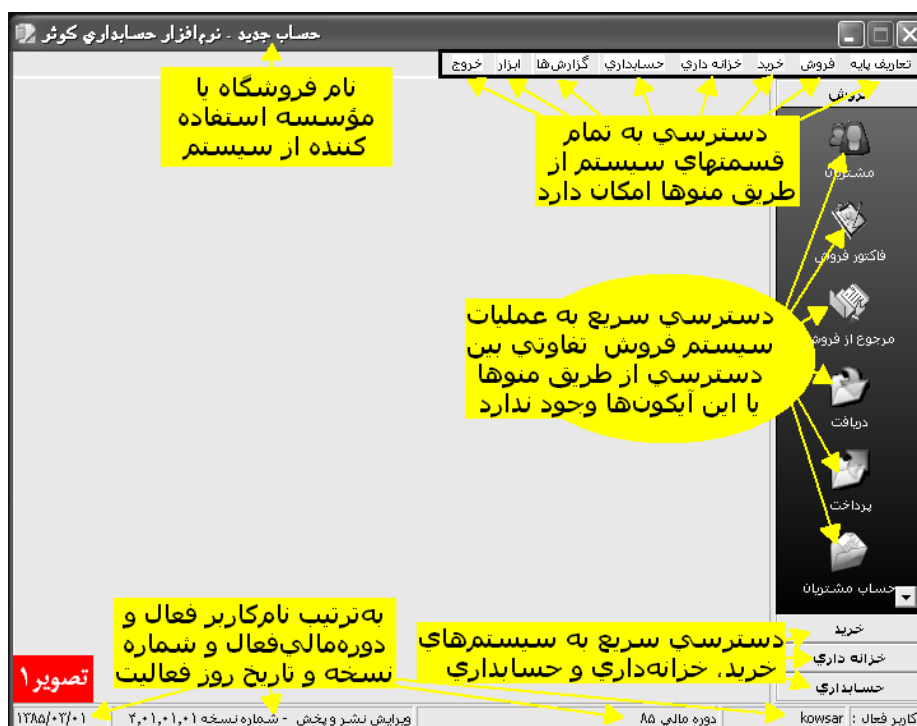 حساب جديد - نرم‌افزار حسابداري كوثر
تعاريف پايه فروش خريد خزانه داري حسابداري گزارش‌ها ابزار خروج
فروش
نام فروشگاه يا
مؤسسه استفاده
كننده از سيستم
دسترسي به تمام
قسمتهاي سيستم از
طريق منوها امكان دارد
مشتريان
فاكتور فروش
مرجوع از فروش
دريافت
پرداخت
حساب مشتريان
دسترسي سريع به عمليات
سيستم فروش تفاوتي بين
دسترسي از طريق منوها
يا اين آيكون‌ها وجود ندارد
خريد
خزانه داري
حسابداري
دسترسي سريع به سيستم‌هاي
خريد، خزانه‌داري و حسابداري
به‌ترتيب نام‌كاربر فعال و
دوره‌مالي‌فعال و شماره
نسخه و تاريخ روز فعاليت
تصوير ۱
كاربر فعال : kowsar دوره مالي ۸۵ ويرايش نشر و پخش - شماره نسخه ۴,۰۱,۰۱,۰۱ ۱۳۸۵/۰۳/۰۱